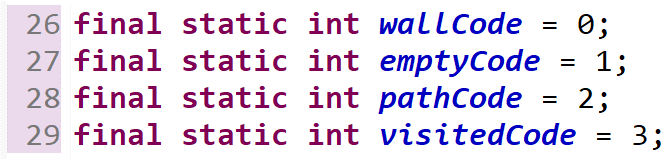 26 final static int wallCode = 0;
27 final static int emptyCode = 1;
28 final static int pathCode = 2;
29 final static int visitedCode = 3;